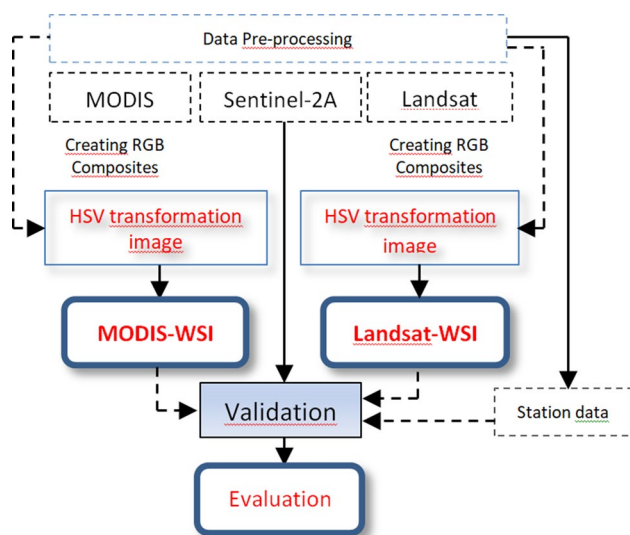 Data Pre-processing
MODIS
Sentinel-2A
Landsat
Creating RGB
Composites
Creating RGB
Composites
HSV transformation
image
HSV transformation
image
MODIS-WSI
Landsat-WSI
Validation
Station data
Evaluation